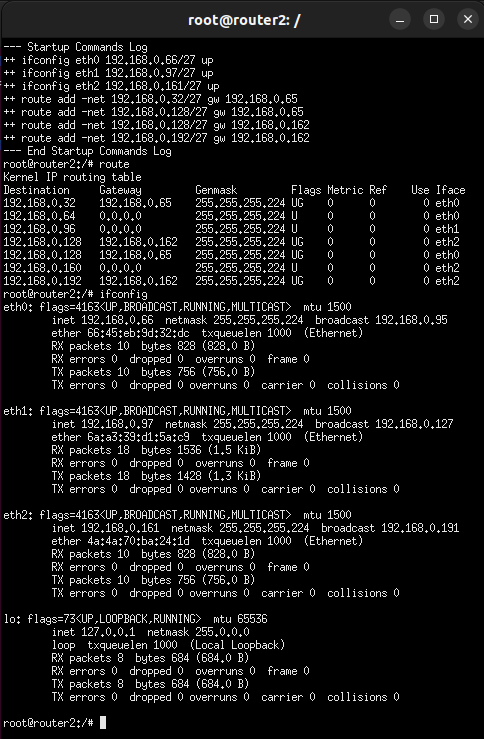 root@router2: /
--- Startup Commands Log
++ ifconfig eth0 192.168.0.66/27 up
++ ifconfig eth1 192.168.0.97/27 up
++ ifconfig eth2 192.168.0.161/27 up
++ route add -net 192.168.0.32/27 gw 192.168.0.65
++ route add -net 192.168.0.128/27 gw 192.168.0.65
++ route add -net 192.168.0.128/27 gw 192.168.0.162
++ route add -net 192.168.0.192/27 gw 192.168.0.162
--- End Startup Commands Log
root@router2:/# route
Kernel IP routing table
Destination     Gateway         Genmask         Flags Metric Ref    Use Iface
192.168.0.32    192.168.0.65    255.255.255.224 UG    0      0        0 eth0
192.168.0.64    0.0.0.0         255.255.255.224 U     0      0        0 eth0
192.168.0.96    0.0.0.0         255.255.255.224 U     0      0        0 eth1
192.168.0.128   192.168.0.162   255.255.255.224 UG    0      0        0 eth2
192.168.0.128   192.168.0.65    255.255.255.224 UG    0      0        0 eth0
192.168.0.160   0.0.0.0         255.255.255.224 U     0      0        0 eth2
192.168.0.192   192.168.0.162   255.255.255.224 UG    0      0        0 eth2
root@router2:/# ifconfig
eth0: flags=4163<UP,BROADCAST,RUNNING,MULTICAST>  mtu 1500
        inet 192.168.0.66  netmask 255.255.255.224  broadcast 192.168.0.95
        ether 66:45:eb:9d:32:dc  txqueuelen 1000  (Ethernet)
        RX packets 10  bytes 828 (828.0 B)
        RX errors 0  dropped 0  overruns 0  frame 0
        TX packets 10  bytes 756 (756.0 B)
        TX errors 0  dropped 0 overruns 0  carrier 0  collisions 0
eth1: flags=4163<UP,BROADCAST,RUNNING,MULTICAST>  mtu 1500
        inet 192.168.0.97  netmask 255.255.255.224  broadcast 192.168.0.127
        ether 6a:a3:39:d1:5a:c9  txqueuelen 1000  (Ethernet)
        RX packets 18  bytes 1536 (1.5 KiB)
        RX errors 0  dropped 0  overruns 0  frame 0
        TX packets 18  bytes 1428 (1.3 KiB)
        TX errors 0  dropped 0 overruns 0  carrier 0  collisions 0
eth2: flags=4163<UP,BROADCAST,RUNNING,MULTICAST>  mtu 1500
        inet 192.168.0.161  netmask 255.255.255.224  broadcast 192.168.0.191
        ether 4a:4a:70:ba:24:1d  txqueuelen 1000  (Ethernet)
        RX packets 10  bytes 828 (828.0 B)
        RX errors 0  dropped 0  overruns 0  frame 0
        TX packets 10  bytes 756 (756.0 B)
        TX errors 0  dropped 0 overruns 0  carrier 0  collisions 0
lo: flags=73<UP,LOOPBACK,RUNNING>  mtu 65536
        inet 127.0.0.1  netmask 255.0.0.0
        loop  txqueuelen 1000  (Local Loopback)
        RX packets 8  bytes 684 (684.0 B)
        RX errors 0  dropped 0  overruns 0  frame 0
        TX packets 8  bytes 684 (684.0 B)
        TX errors 0  dropped 0 overruns 0  carrier 0  collisions 0
root@router2:/#